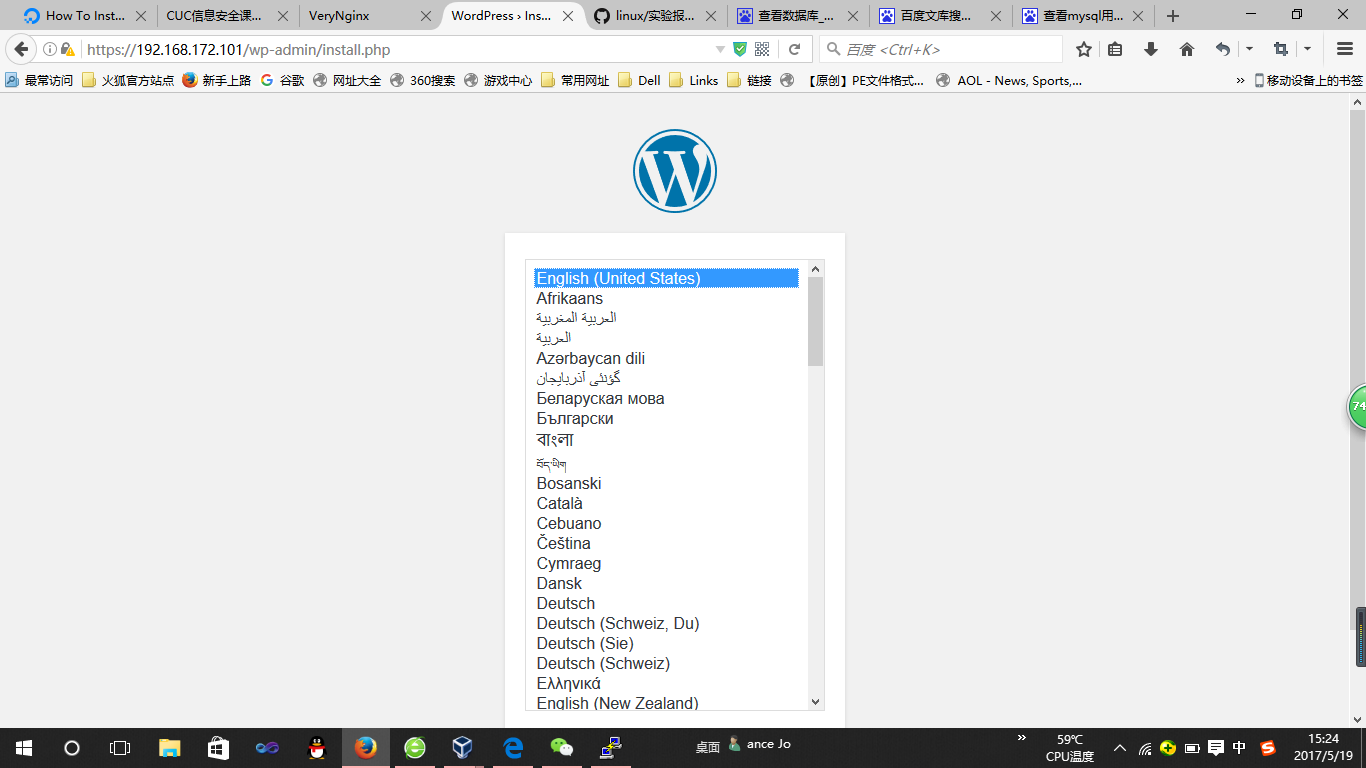 How To Inst...
CUC信息安全课...
VeryNginx
WordPress › Ins...
linux/实验报...
查看数据库_...
百度文库搜...
查看mysql用...
https://192.168.172.101/wp-admin/install.php
百度 <Ctrl+K>
最常访问
火狐官方站点
新手上路
谷歌
网址大全
360搜索
游戏中心
常用网址
Dell
Links
链接
【原创】PE文件格式...
AOL - News, Sports,...
»
移动设备上的书签
English (United States)
Afrikaans
العربية المغربية
العربية
Azərbaycan dili
گؤنئی آذربایجان
Беларуская мова
Български
বাংলা
བོད་ཡིག
Bosanski
Català
Cebuano
Čeština
Cymraeg
Dansk
Deutsch
Deutsch (Schweiz, Du)
Deutsch (Sie)
Deutsch (Schweiz)
Ελληνικά
English (New Zealand)
74
桌面
ance Jo
»
59℃
CPU温度
中
15:24
2017/5/19